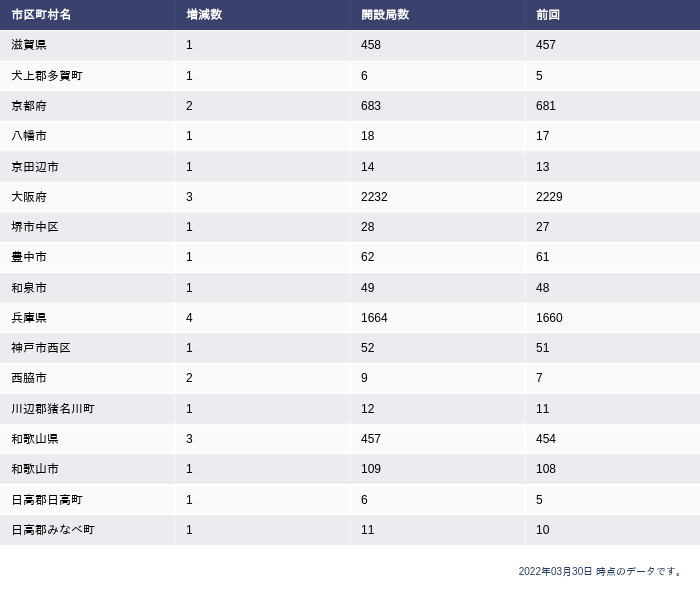 市区町村名 増減数 開設局数 前回
滋賀県 1 458 457
犬上郡多賀町 1 6 5
京都府 2 683 681
八幡市 1 18 17
京田辺市 1 14 13
大阪府 3 2232 2229
堺市中区 1 28 27
豊中市 1 62 61
和泉市 1 49 48
兵庫県 4 1664 1660
神戸市西区 1 52 51
西脇市 2 9 7
川辺郡猪名川町 1 12 11
和歌山県 3 457 454
和歌山市 1 109 108
日高郡日高町 1 6 5
日高郡みなべ町 1 11 10
2022年03月30日 時点のデータです。